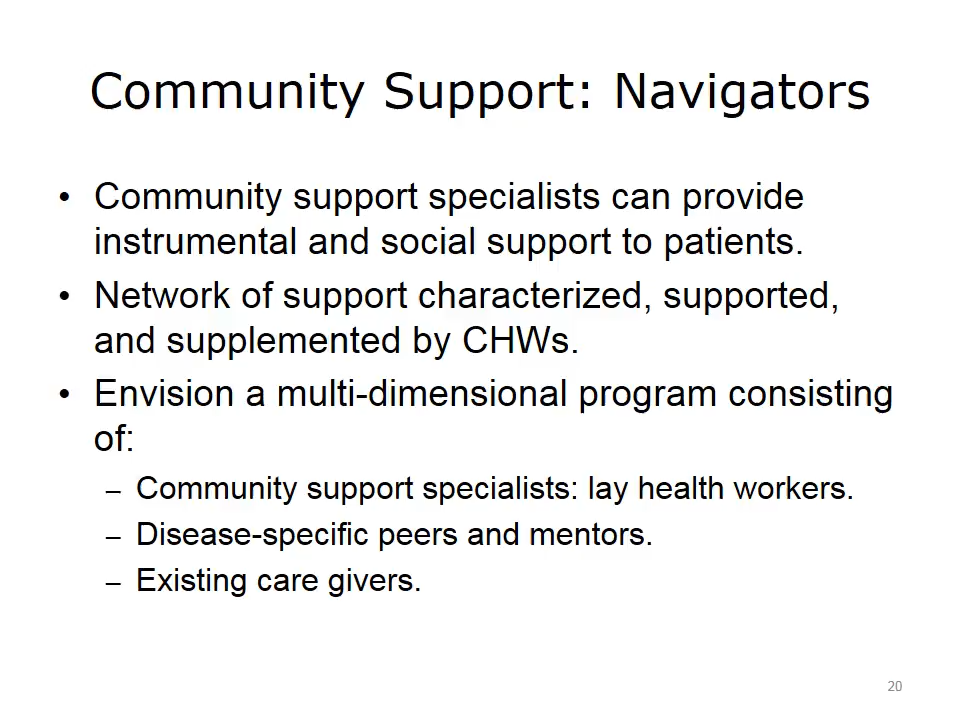 Community Support: Navigators
• Community support specialists can provide
instrumental and social support to patients.
• Network of support characterized, supported,
and supplemented by CHWs.
• Envision a multi-dimensional program consisting
of:
– Community support specialists: lay health workers.
– Disease-specific peers and mentors.
– Existing care givers.
20